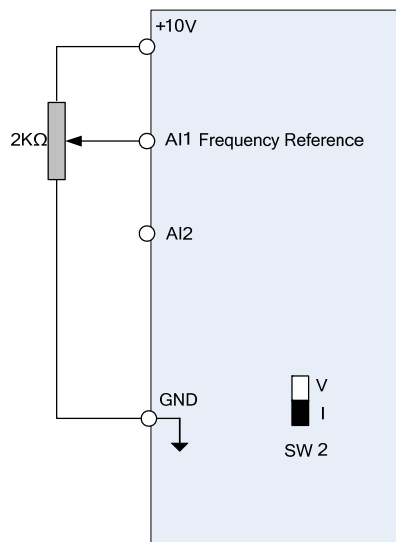 +10V
2KΩ
AI1 Frequency Reference
AI2
GND
V
I
SW 2